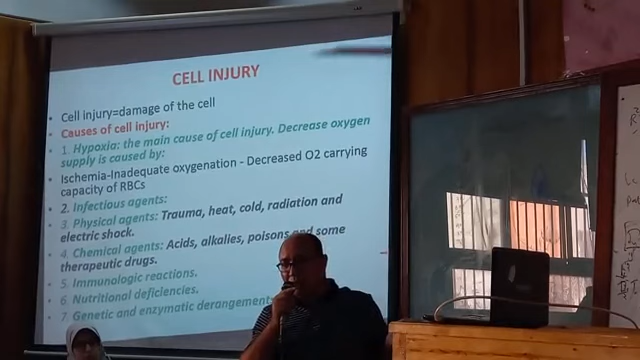 CELL INJURY
• Cell injury=damage of the cell
• Causes of cell injury:
• 1. Hypoxia: the main cause of cell injury. Decrease oxygen
supply is caused by:
• Ischemia-Inadequate oxygenation - Decreased O2 carrying
capacity of RBCs
• 2. Infectious agents:
• 3. Physical agents: Trauma, heat, cold, radiation and
electric shock.
• 4. Chemical agents: Acids, alkalies, poisons and some
therapeutic drugs.
• 5. Immunologic reactions.
• 6. Nutritional deficiencies.
• 7. Genetic and enzymatic derangements